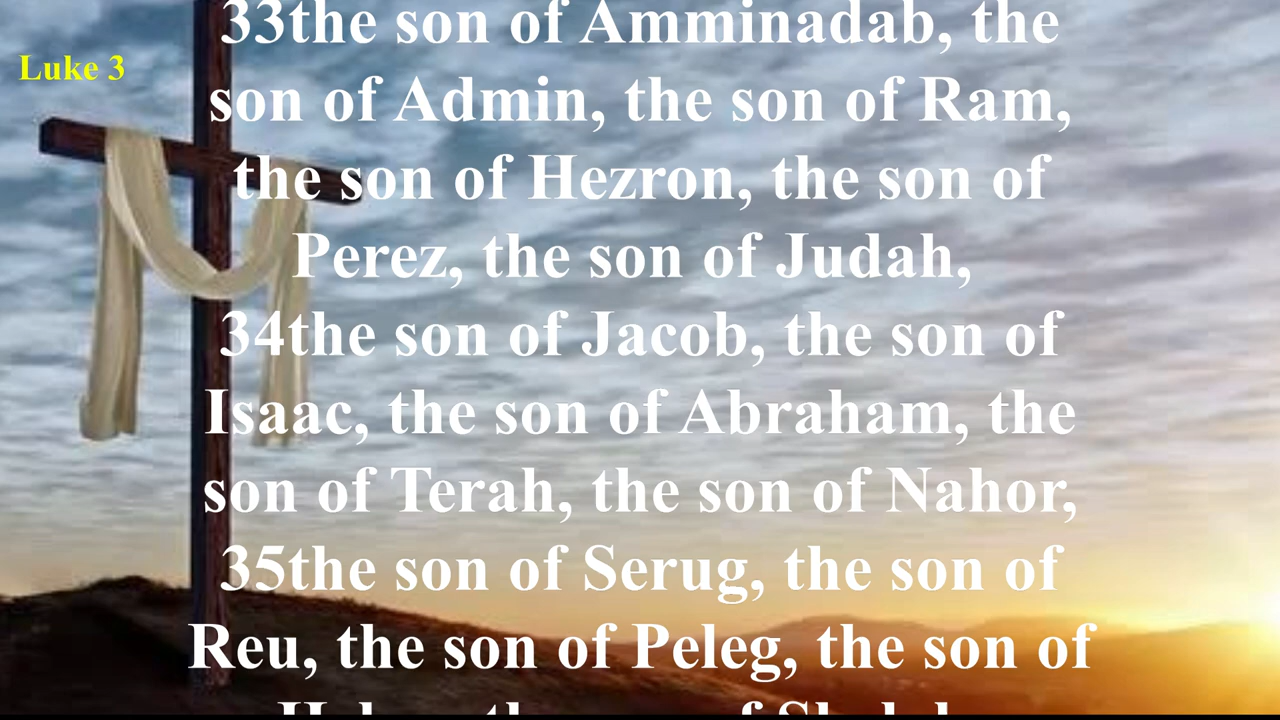 Luke 3
33the son of Amminadab, the
son of Admin, the son of Ram,
the son of Hezron, the son of
Perez, the son of Judah,
34the son of Jacob, the son of
Isaac, the son of Abraham, the
son of Terah, the son of Nahor,
35the son of Serug, the son of
Reu, the son of Peleg, the son of